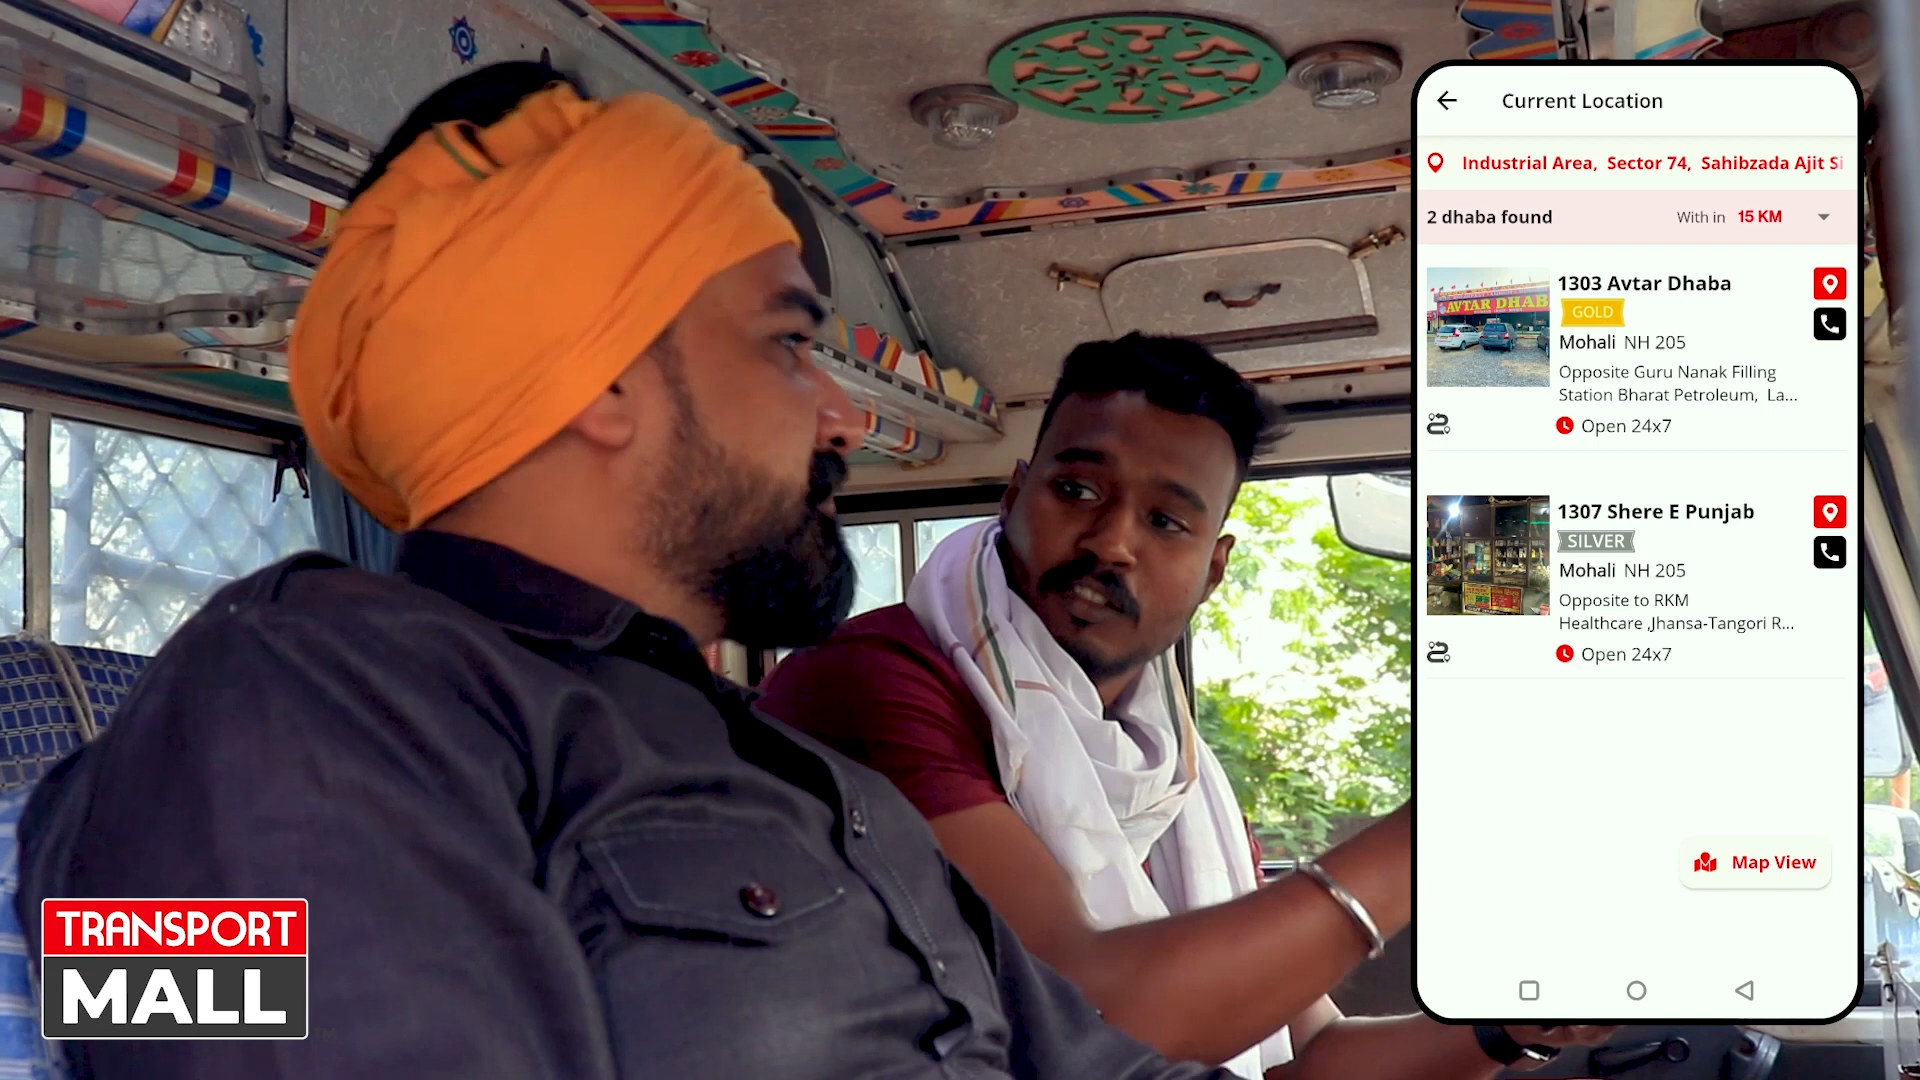 Current Location
Industrial Area, Sector 74, Sahibzada Ajit Si
2 dhaba found
With in 15 KM
1303 Avtar Dhaba
AVTAR DHAB
GOLD
Mohali NH 205
Opposite Guru Nanak Filling
Station Bharat Petroleum, La...
Open 24x7
1307 Shere E Punjab
SILVER
Mohali NH 205
Opposite to RKM
Healthcare ,Jhansa-Tangori R...
Open 24x7
Map View
TRANSPORT
MALL